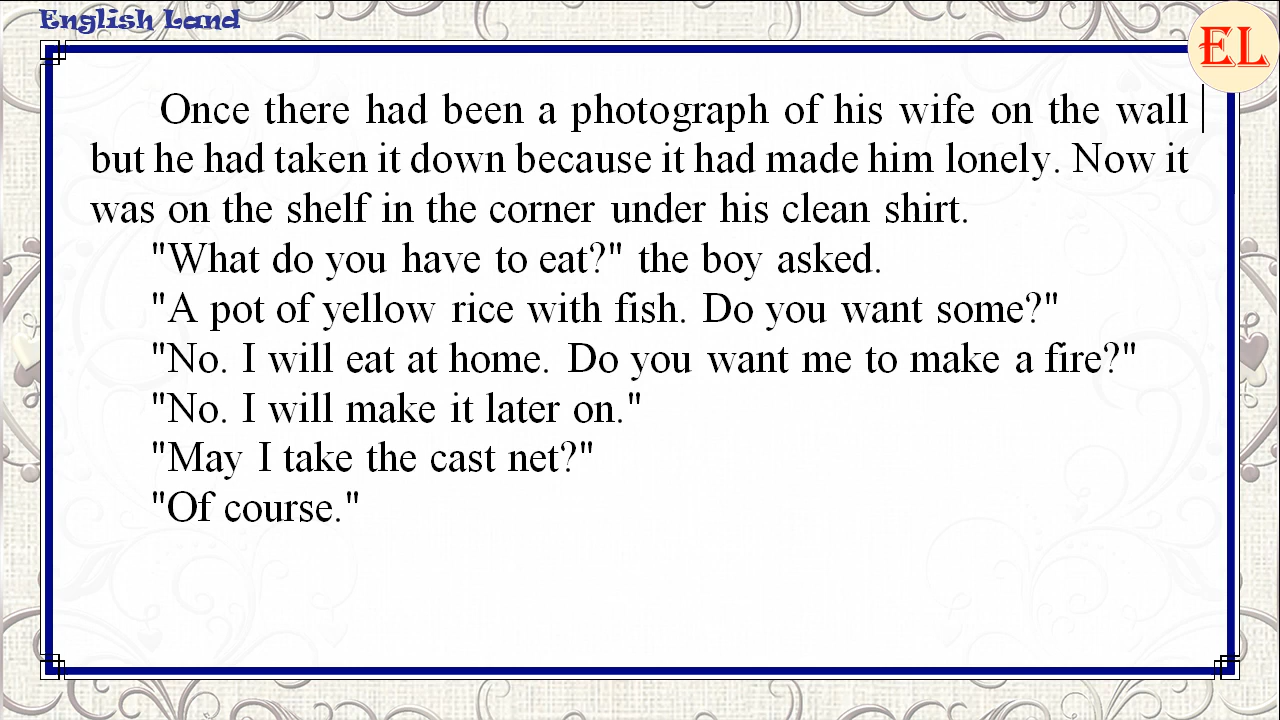 English Land
EL
Once there had been a photograph of his wife on the wall
but he had taken it down because it had made him lonely. Now it
was on the shelf in the corner under his clean shirt.
"What do you have to eat?" the boy asked.
"A pot of yellow rice with fish. Do you want some?"
"No. I will eat at home. Do you want me to make a fire?"
"No. I will make it later on."
"May I take the cast net?"
"Of course."